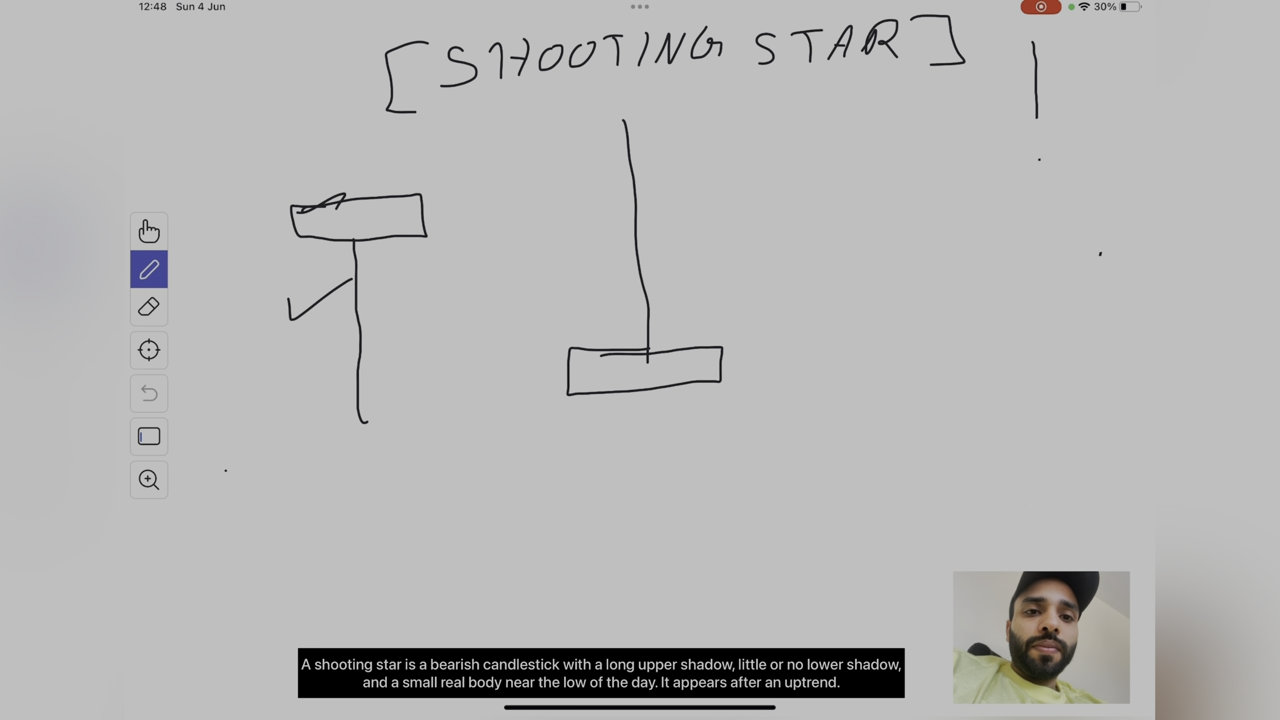 12:48 Sun 4 Jun
30%
[SHOOTING STAR]
A shooting star is a bearish candlestick with a long upper shadow, little or no lower shadow,
and a small real body near the low of the day. It appears after an uptrend.